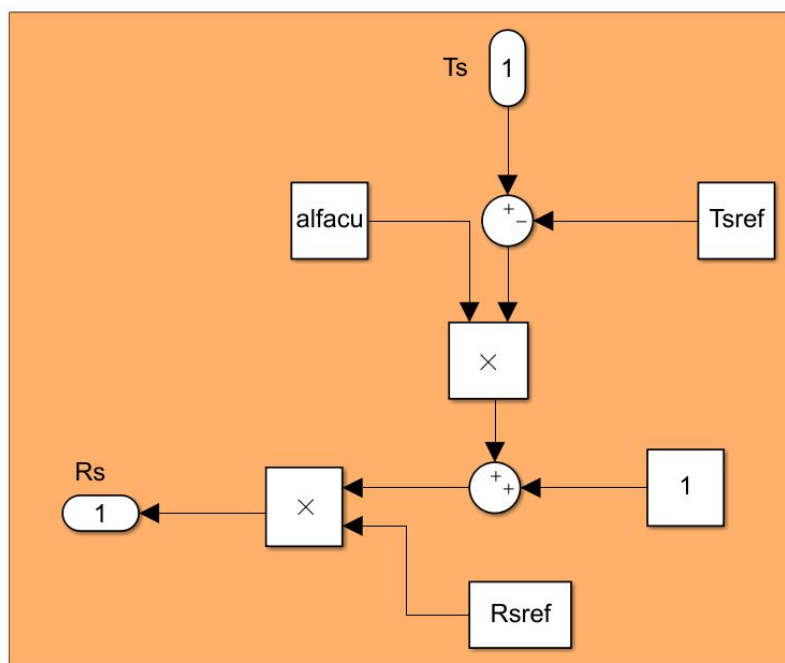 Ts
1
+
−
alfacu
Tsref
×
Rs
1
×
+
+
1
Rsref